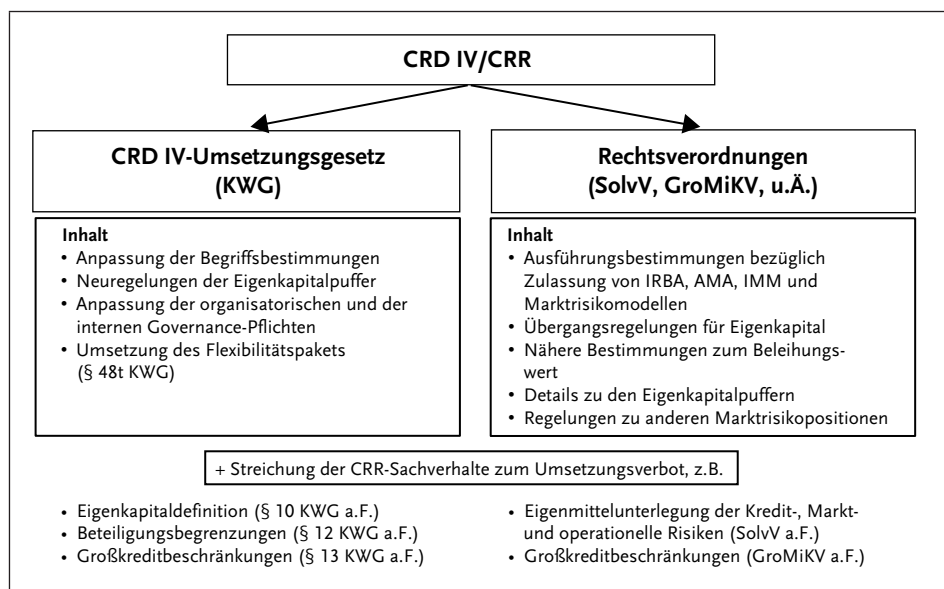 CRD IV/CRR
CRD IV-Umsetzungsgesetz
(KWG)
Inhalt
• Anpassung der Begriffsbestimmungen
• Neuregelungen der Eigenkapitalpuffer
• Anpassung der organisatorischen und der
internen Governance-Pflichten
• Umsetzung des Flexibilitätspakets
(§ 48t KWG)
Rechtsverordnungen
(SolvV, GroMiKV, u.Ä.)
Inhalt
• Ausführungsbestimmungen bezüglich
Zulassung von IRBA, AMA, IMM und
Marktrisikomodellen
• Übergangsregelungen für Eigenkapital
• Nähere Bestimmungen zum Beleihungs-
wert
• Details zu den Eigenkapitalpuffern
• Regelungen zu anderen Marktrisikopositionen
+ Streichung der CRR-Sachverhalte zum Umsetzungsverbot, z.B.
• Eigenkapitaldefinition (§ 10 KWG a.F.)
• Beteiligungsbegrenzungen (§ 12 KWG a.F.)
• Großkreditbeschränkungen (§ 13 KWG a.F.)
• Eigenmittelunterlegung der Kredit-, Markt-
und operationelle Risiken (SolvV a.F.)
• Großkreditbeschränkungen (GroMiKV a.F.)